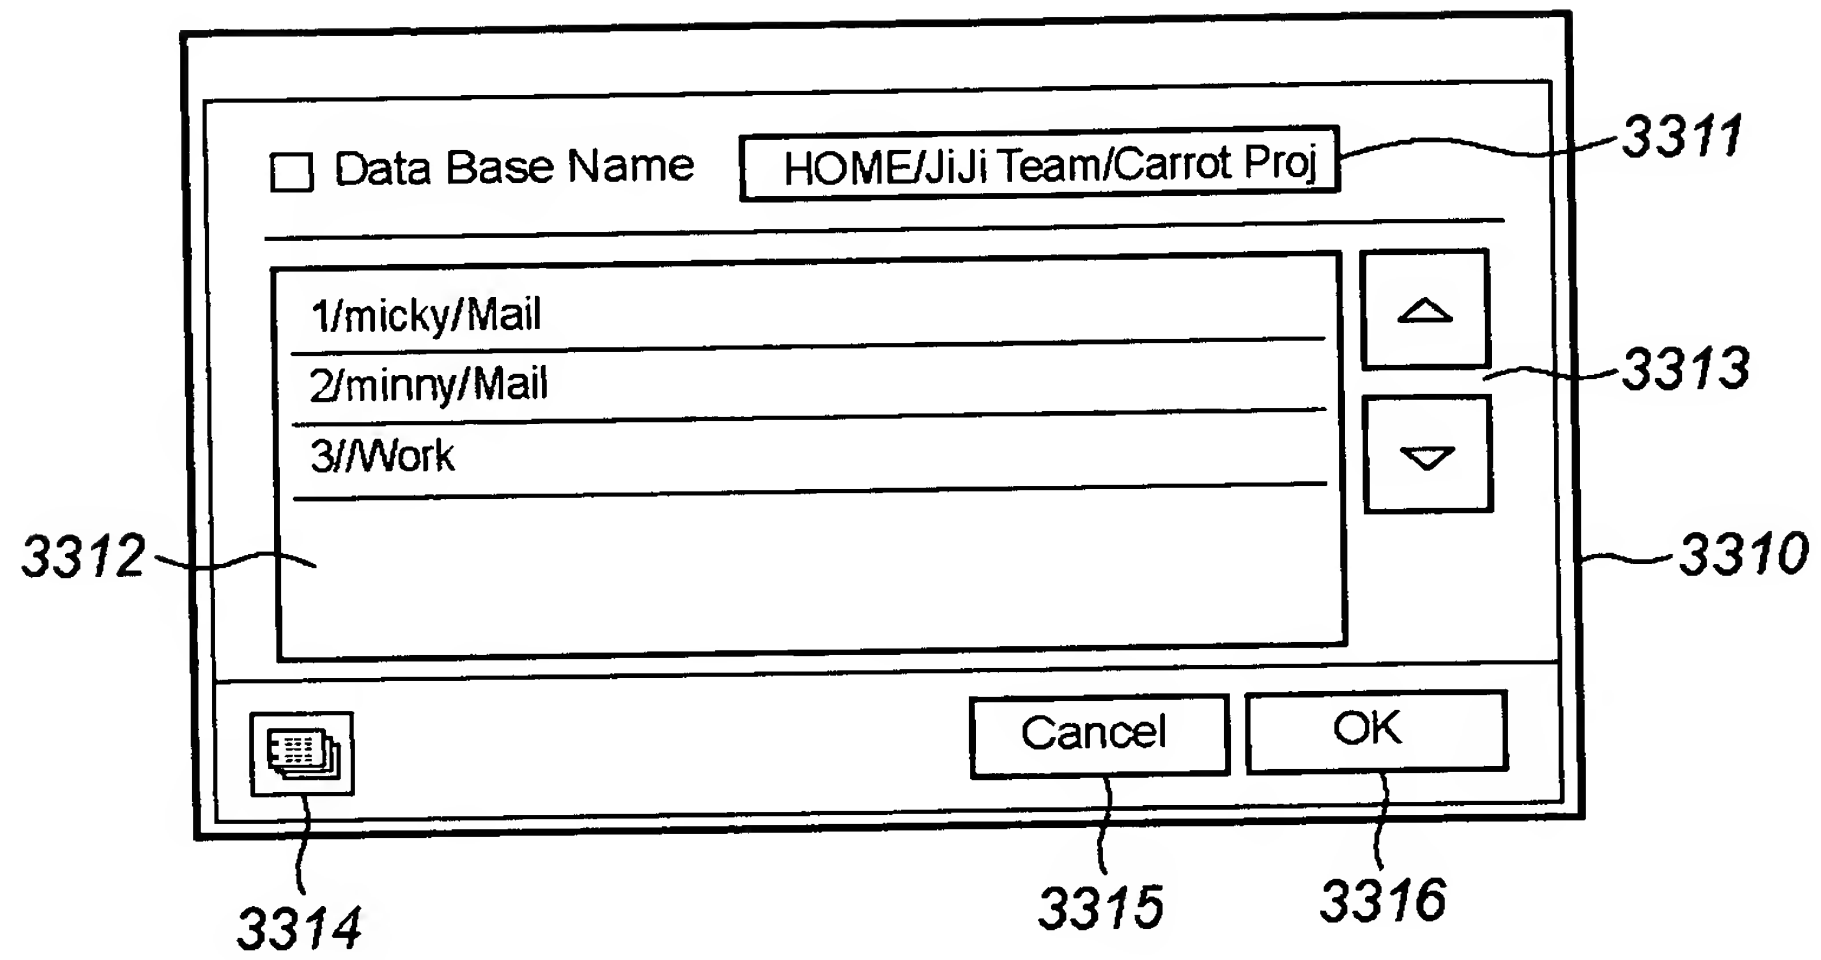 Data Base Name HOME/JiJi Team/Carrot Proj 3311
1/micky/Mail
2/minny/Mail
3313
3//Work
3312
3310
Cancel OK
3314 3315 3316